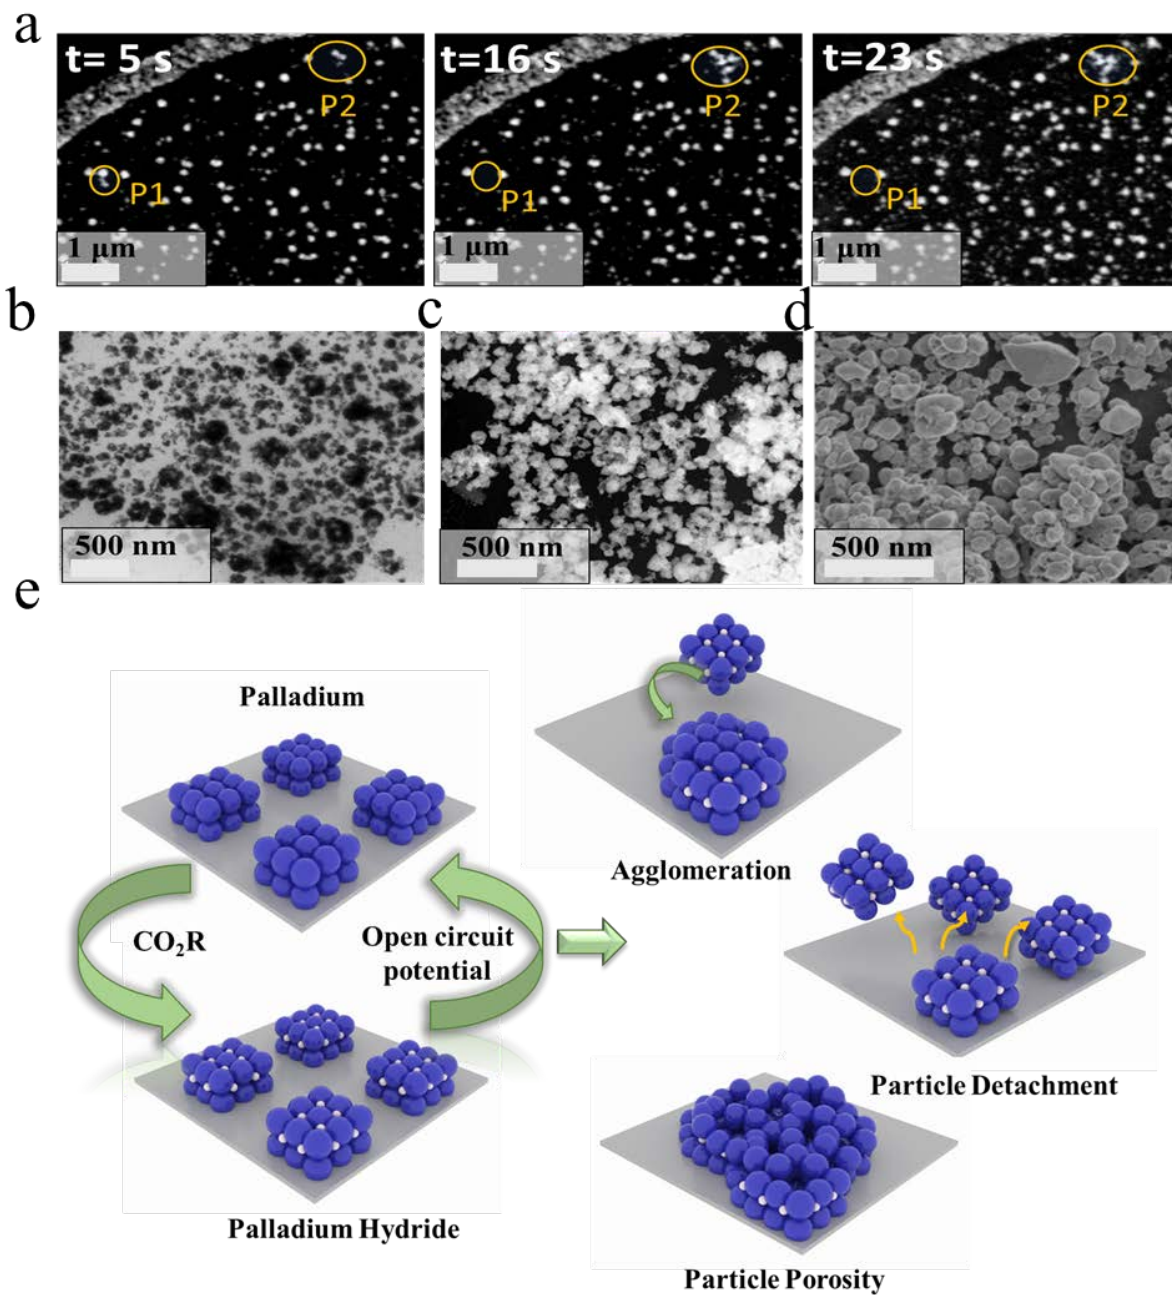 a
t= 5 s
t=16 s
t=23 s
P2
P2
P2
P1
P1
P1
1 µm
1 µm
1 µm
b
c
d
500 nm
500 nm
500 nm
e
Palladium
CO₂R
Open circuit
potential
Palladium Hydride
Agglomeration
Particle Detachment
Particle Porosity